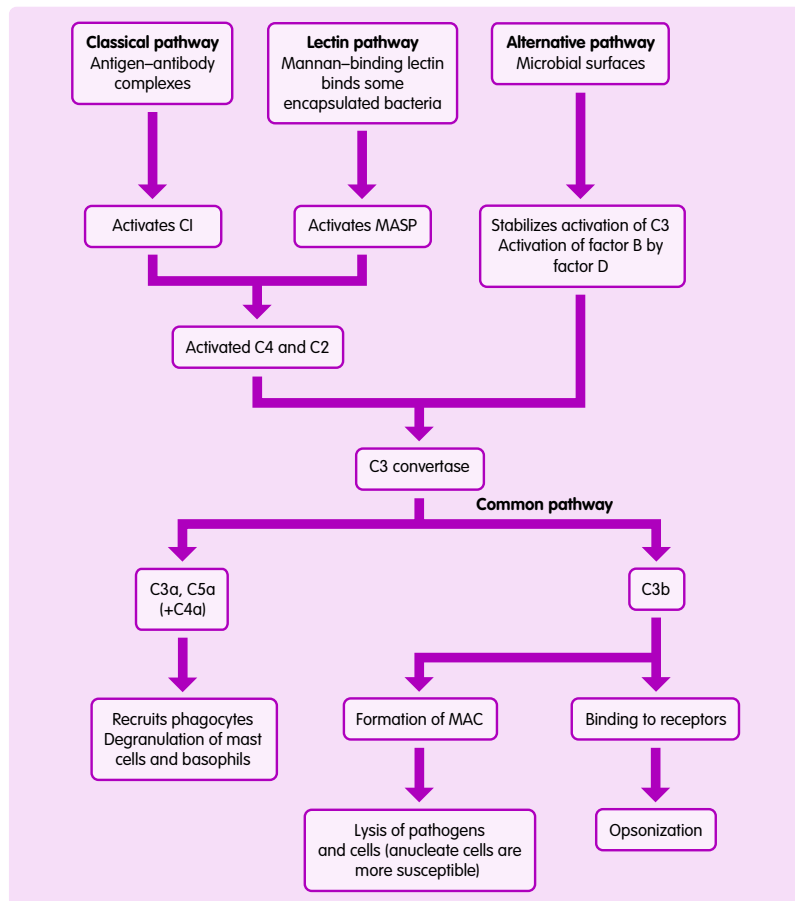 Classical pathway
Antigen–antibody
complexes
Lectin pathway
Mannan–binding lectin
binds some
encapsulated bacteria
Alternative pathway
Microbial surfaces
Activates CI
Activates MASP
Stabilizes activation of C3
Activation of factor B by
factor D
Activated C4 and C2
C3 convertase
Common pathway
C3a, C5a
(+C4a)
C3b
Recruits phagocytes
Degranulation of mast
cells and basophils
Formation of MAC
Binding to receptors
Lysis of pathogens
and cells (anucleate cells are
more susceptible)
Opsonization